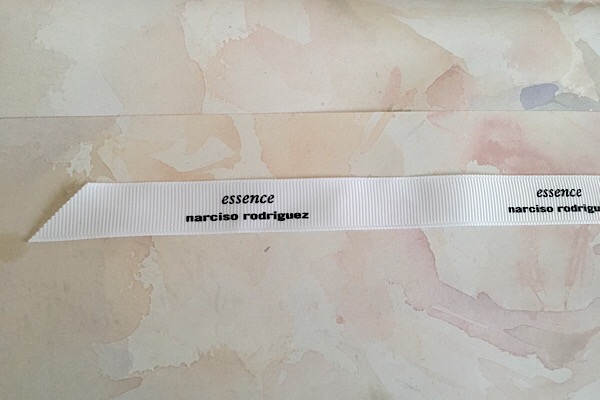 essence
narciso rodriguez
essence
narciso rodrigu